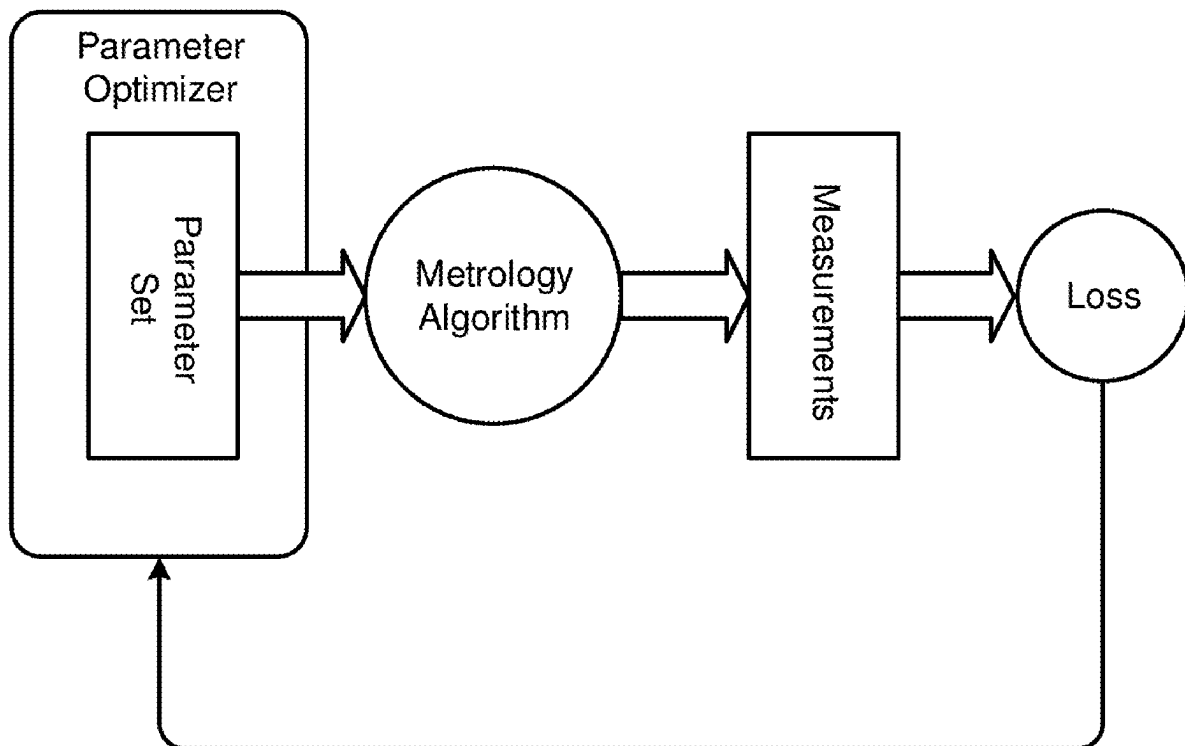 Parameter
Optimizer
Parameter
Set
Metrology
Algorithm
Measurements
Loss